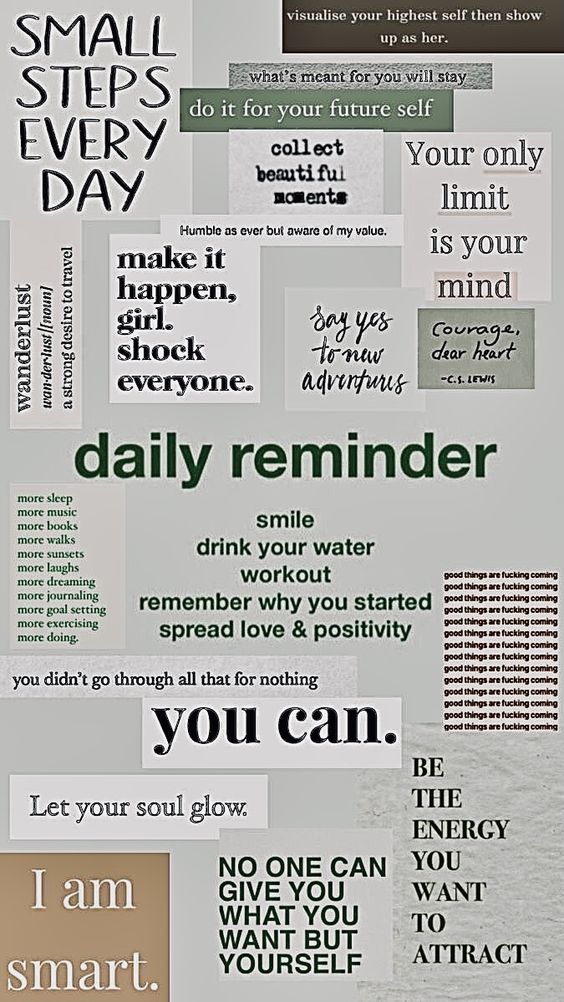 SMALL
STEPS
EVERY
DAY
visualise your highest self then show
up as her.
what's meant for you will stay
do it for your future self
collect
beautiful
moments
Your only
limit
is your
mind
Humble as ever but aware of my value.
wanderlust
wan·der·lust/[noun]
a strong desire to travel
make it
happen,
girl.
shock
everyone.
say yes
to new
adventures
Courage,
dear heart
-C.S. LEWIS
daily reminder
more sleep
more music
more books
more walks
more sunsets
more laughs
more dreaming
more journaling
more goal setting
more exercising
more doing.
smile
drink your water
workout
remember why you started
spread love & positivity
good things are fucking coming
good things are fucking coming
good things are fucking coming
good things are fucking coming
good things are fucking coming
good things are fucking coming
good things are fucking coming
good things are fucking coming
good things are fucking coming
good things are fucking coming
good things are fucking coming
good things are fucking coming
good things are fucking coming
good things are fucking coming
you didn't go through all that for nothing
you can.
Let your soul glow.
BE
THE
ENERGY
YOU
WANT
TO
ATTRACT
I am
smart.
NO ONE CAN
GIVE YOU
WHAT YOU
WANT BUT
YOURSELF